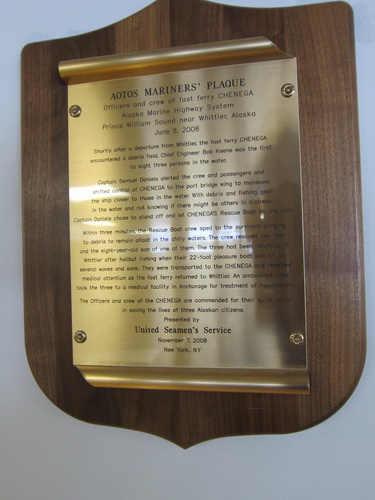 AOTOS MARINERS' PLAQUE
Officers and crew of fast ferry CHENEGA
Alaska Marine Highway System
Prince William Sound near Whittier, Alaska
June 8, 2008
Shortly after a departure from Whittier, the fast ferry CHENEGA
encountered a debris field. Chief Engineer Bob Keene was the first
to sight three persons in the water.
Captain Samuel Daniels alerted the crew and passengers and
shifted control of CHENEGA to the port bridge wing to maneuver
the ship closer to those in the water. With debris and fishing gear
in the water and not knowing if there might be others in distress,
Captain Daniels chose to stand off and let CHENEGA's Rescue Boat
Within three minutes, the Rescue Boat crew sped to the
to debris to remain afloat in the chilly waters. The crew rescued two men
and the eight-year-old son of one of them. The three had been returning
Whittier after halibut fishing when their 22-foot pleasure boat was
several waves and sank. They were transported to the CHENEGA and
medical attention as the fast ferry returned to Whittier. An ambulance
took the three to a medical facility in Anchorage for treatment of
The Officers and crew of the CHENEGA are commended for their
in saving the lives of three Alaskan citizens.
Presented by
United Seamen's Service
November 7, 2008
New York, NY